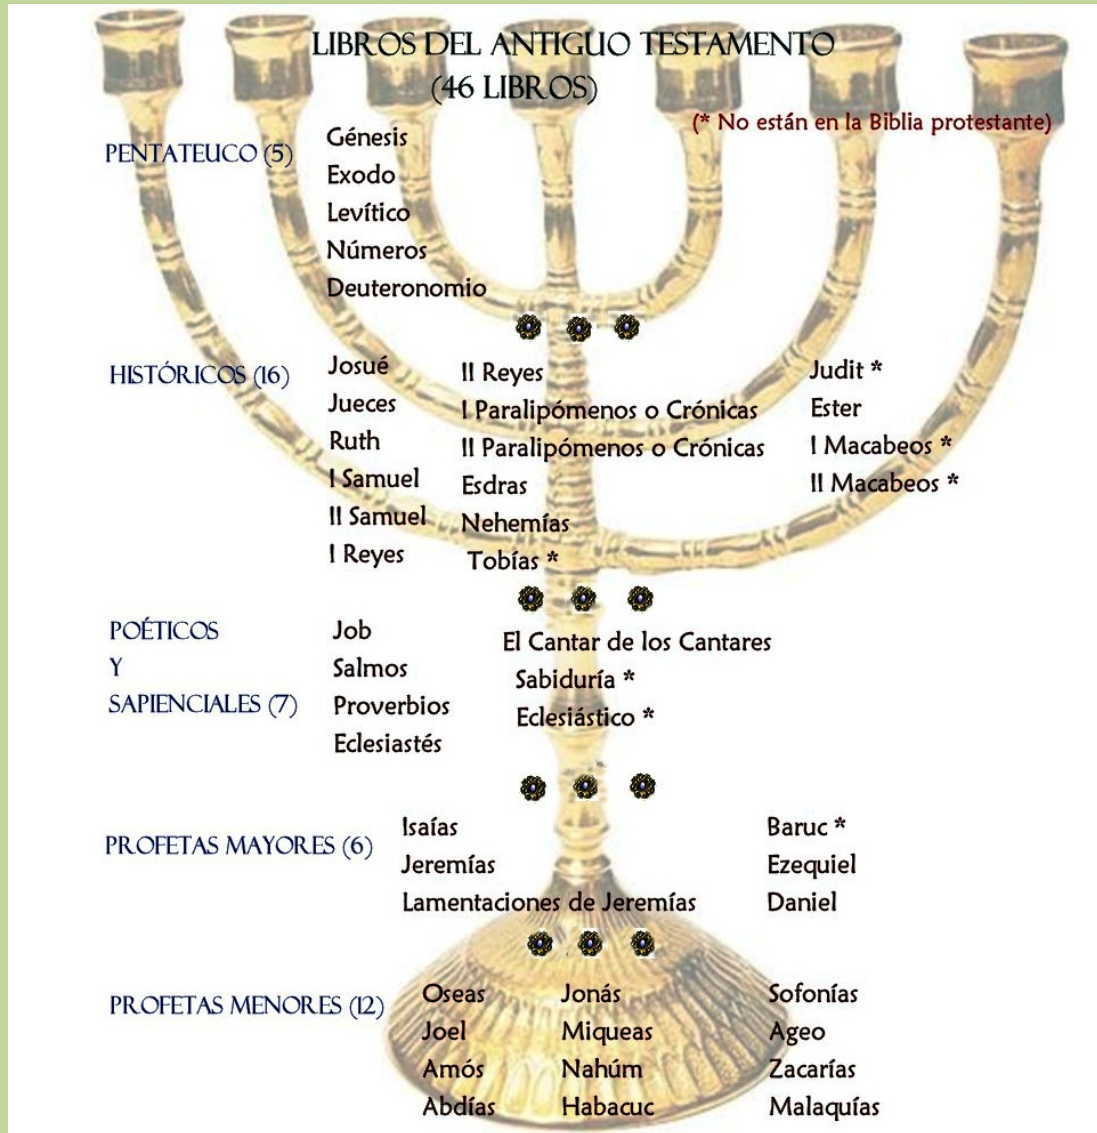 LIBROS DEL ANTIGUO TESTAMENTO
(46 LIBROS)
(* No están en la Biblia protestante)
PENTATEUCO (5)
Génesis
Exodo
Levítico
Números
Deuteronomio
HISTÓRICOS (16)
Josué
Jueces
Ruth
I Samuel
II Samuel
I Reyes
II Reyes
I Paralipómenos o Crónicas
II Paralipómenos o Crónicas
Esdras
Nehemías
Tobías *
Judit *
Ester
I Macabeos *
II Macabeos *
POÉTICOS
Y
SAPIENCIALES (7)
Job
Salmos
Proverbios
Eclesiastés
El Cantar de los Cantares
Sabiduría *
Eclesiástico *
PROFETAS MAYORES (6)
Isaías
Jeremías
Lamentaciones de Jeremías
Baruc *
Ezequiel
Daniel
PROFETAS MENORES (12)
Oseas
Joel
Amós
Abdías
Jonás
Miqueas
Nahúm
Habacuc
Sofonías
Ageo
Zacarías
Malaquías